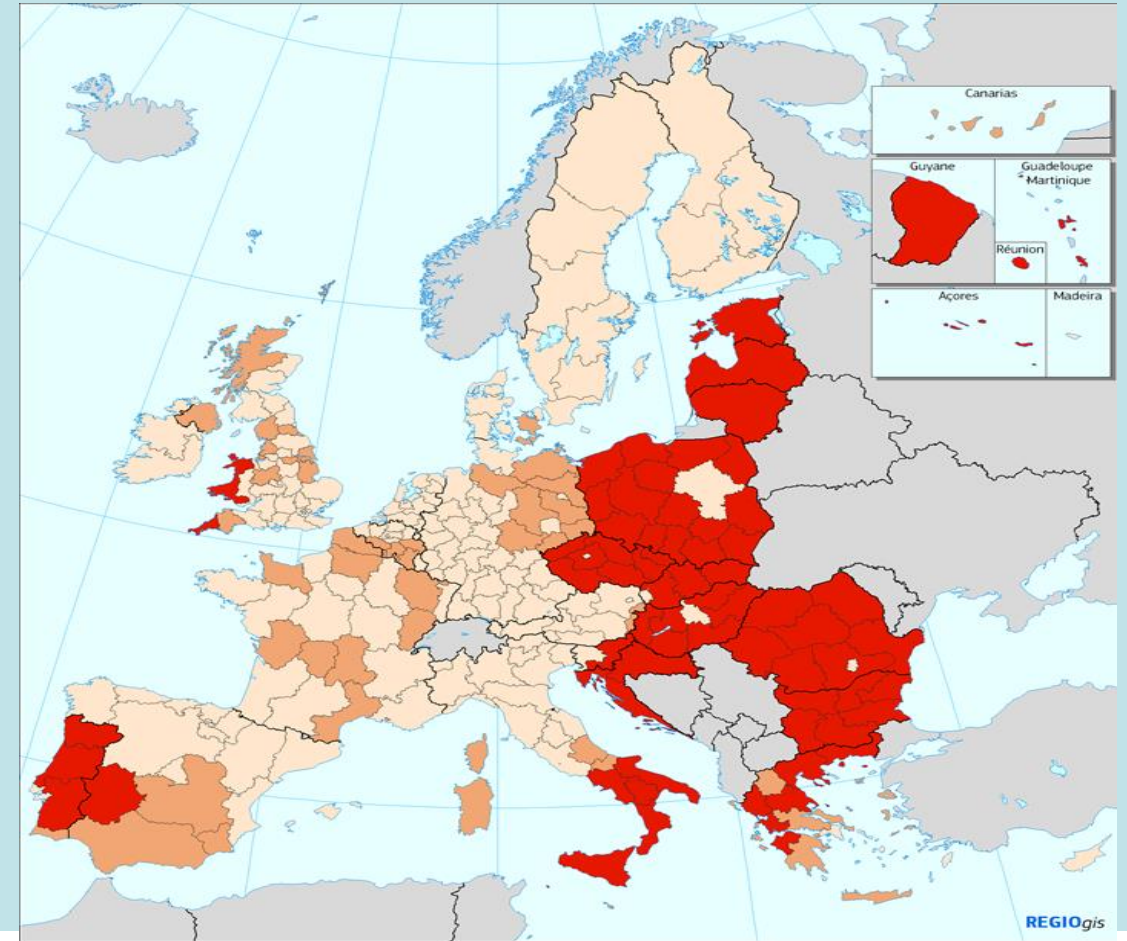 Canarias
Guyane
Guadeloupe
Martinique
Réunion
Açores
Madeira
REGIOgis